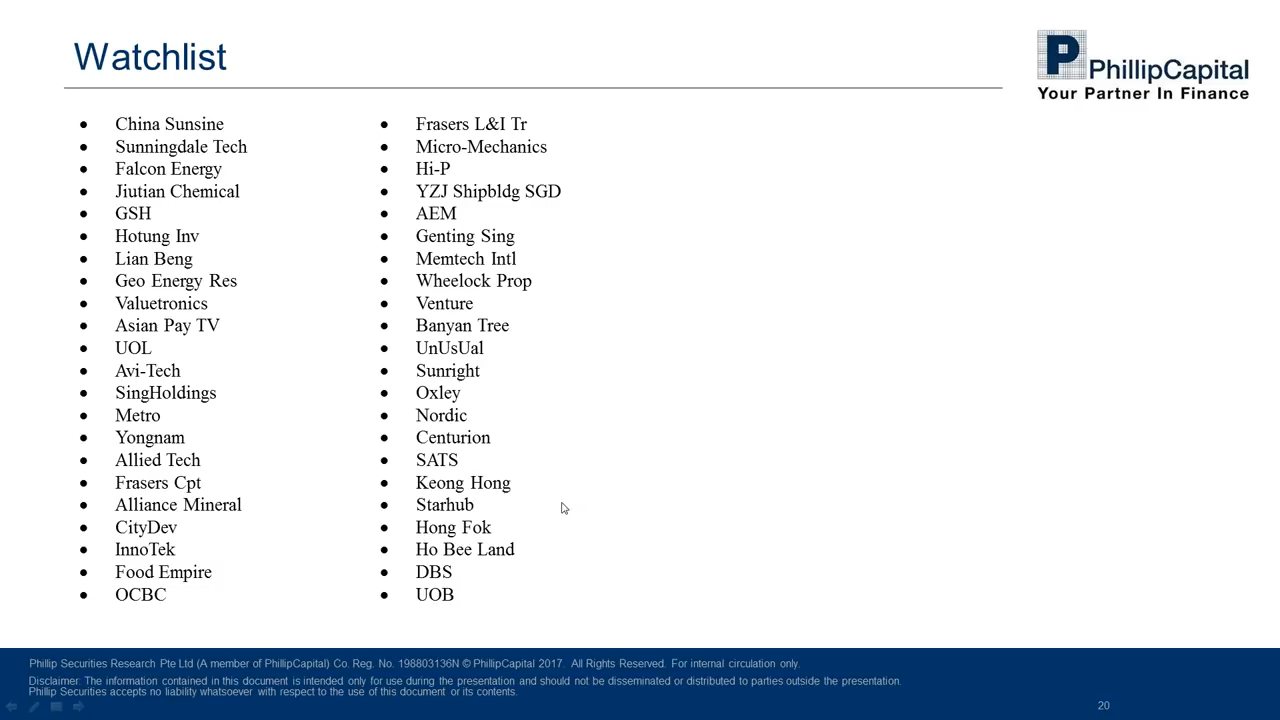 Watchlist
P
PhillipCapital
Your Partner In Finance
• China Sunsine
• Sunningdale Tech
• Falcon Energy
• Jiutian Chemical
• GSH
• Hotung Inv
• Lian Beng
• Geo Energy Res
• Valuetronics
• Asian Pay TV
• UOL
• Avi-Tech
• SingHoldings
• Metro
• Yongnam
• Allied Tech
• Frasers Cpt
• Alliance Mineral
• CityDev
• InnoTek
• Food Empire
• OCBC
• Frasers L&I Tr
• Micro-Mechanics
• Hi-P
• YZJ Shipbldg SGD
• AEM
• Genting Sing
• Memtech Intl
• Wheelock Prop
• Venture
• Banyan Tree
• UnUsUal
• Sunright
• Oxley
• Nordic
• Centurion
• SATS
• Keong Hong
• Starhub
• Hong Fok
• Ho Bee Land
• DBS
• UOB
Phillip Securities Research Pte Ltd (A member of PhillipCapital) Co. Reg. No. 198803136N © PhillipCapital 2017. All Rights Reserved. For internal circulation only.
Disclaimer: The information contained in this document is intended only for use during the presentation and should not be disseminated or distributed to parties outside the presentation.
Phillip Securities accepts no liability whatsoever with respect to the use of this document or its contents.
20